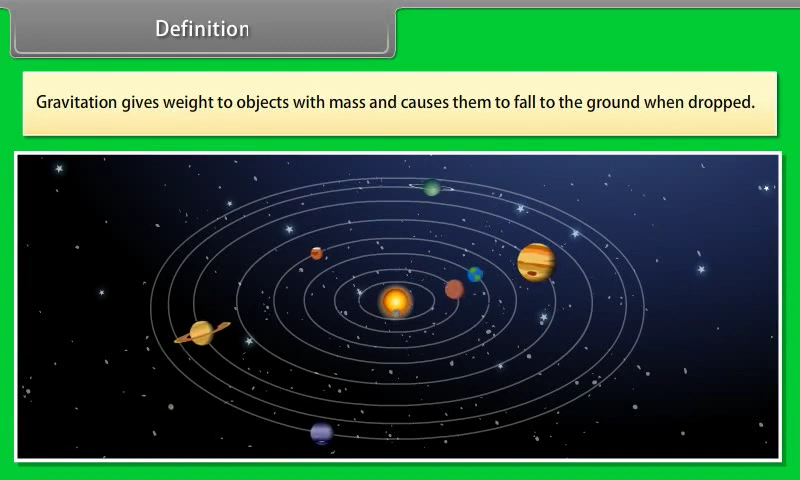 Definition
Gravitation gives weight to objects with mass and causes them to fall to the ground when dropped.